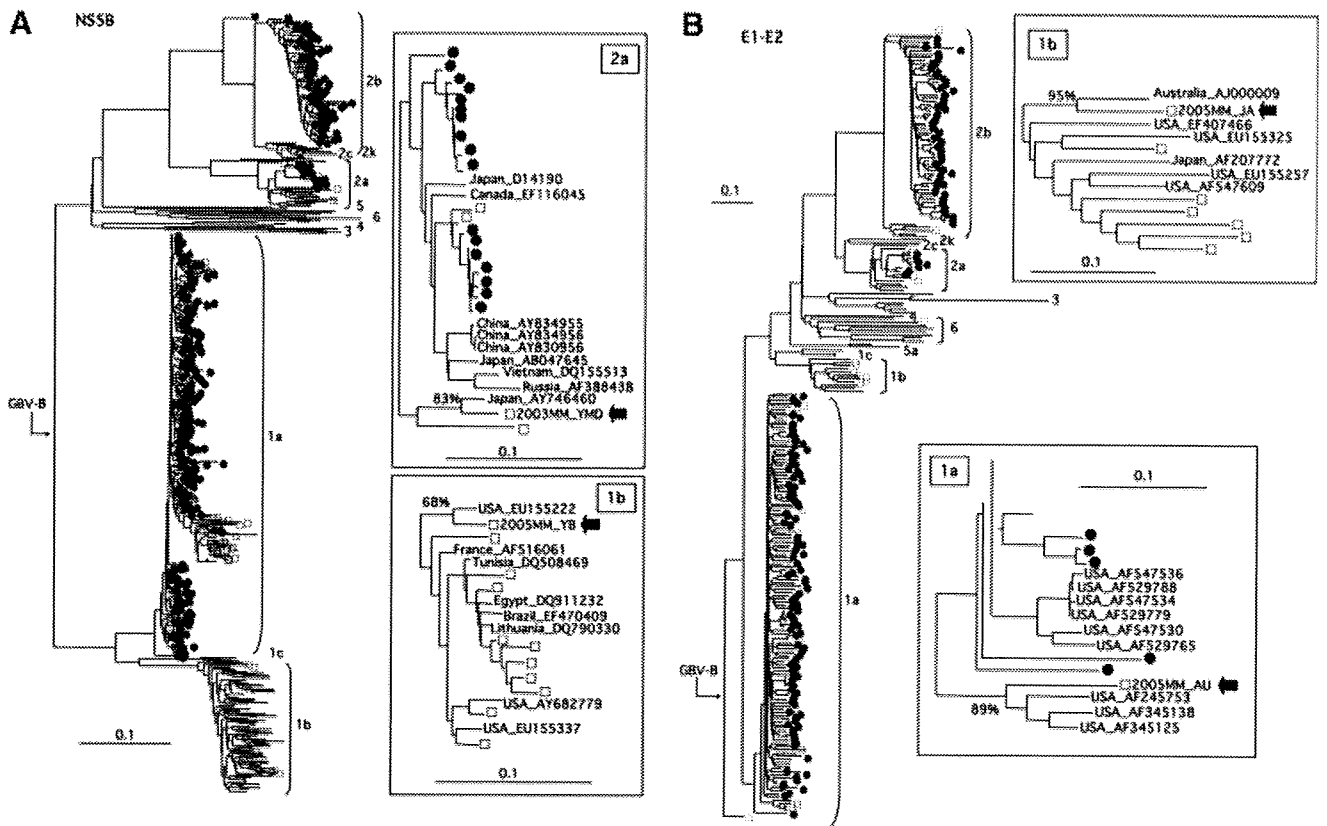 A
NS5B
2b
2c
2k
2a
5
6
4
3
GBV-B
1a
1c
1b
0.1
2a
Japan_D14190
Canada_EF116045
China_AY834955
China_AY834956
China_AY830956
Japan_AB047645
Vietnam_DQ155513
Russia_AF388438
Japan_AY746460
83%
2003MM_YMD
0.1
1b
68%
USA_EU155222
2005MM_YB
France_AF516061
Tunisia_DQ508469
Egypt_DQ911232
Brazil_EF470409
Lithuania_DQ790330
USA_AY682779
USA_EU155337
0.1
B
E1-E2
0.1
2b
2c
2k
2a
3
6
5a
1c
1b
GBV-B
1a
1b
95%
Australia_AJ000009
2005MM_JA
USA_EF407466
USA_EU155325
Japan_AF207772
USA_EU155257
USA_AF547609
0.1
1a
0.1
USA_AF547536
USA_AF529788
USA_AF547534
USA_AF529779
USA_AF547530
USA_AF529765
2005MM_AU
89%
USA_AF245753
USA_AF345138
USA_AF345125